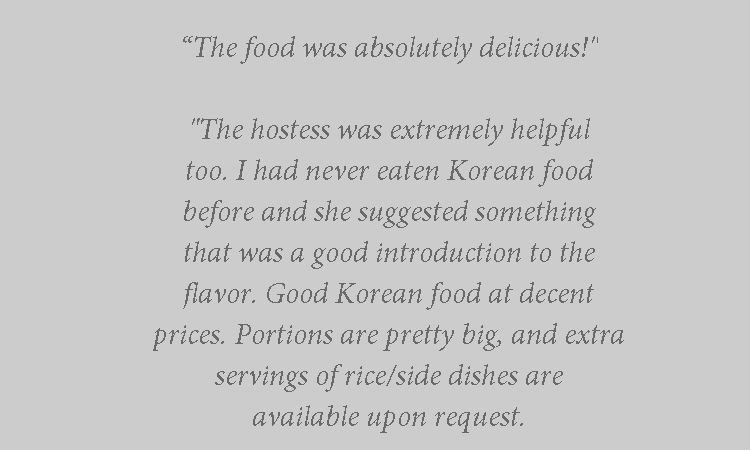 “The food was absolutely delicious!"
"The hostess was extremely helpful
too. I had never eaten Korean food
before and she suggested something
that was a good introduction to the
flavor. Good Korean food at decent
prices. Portions are pretty big, and extra
servings of rice/side dishes are
available upon request.